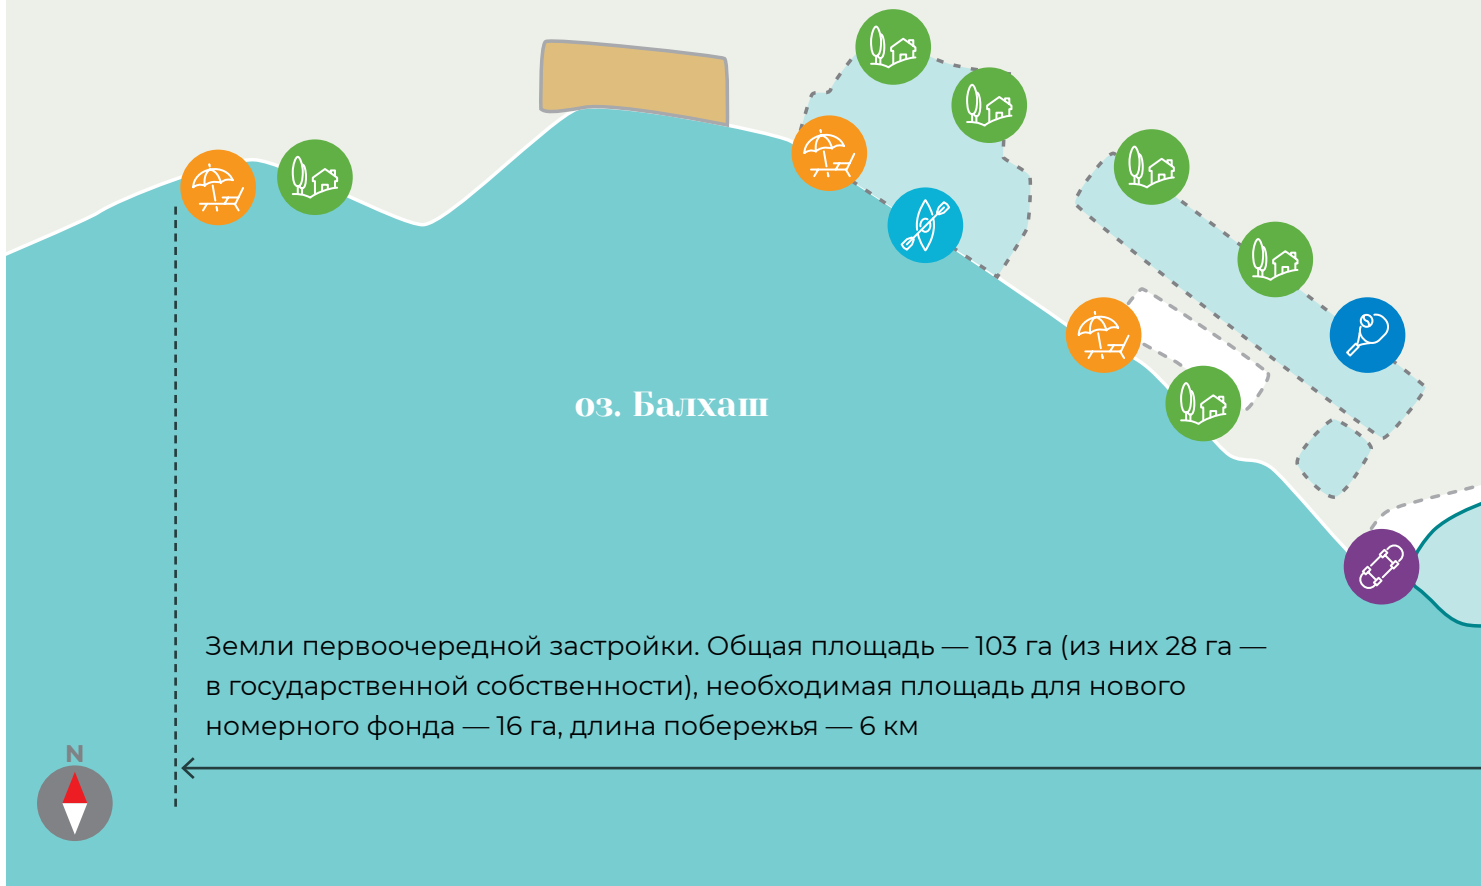 оз. Балхаш
Земли первоочередной застройки. Общая площадь — 103 га (из них 28 га —
в государственной собственности), необходимая площадь для нового
номерного фонда — 16 га, длина побережья — 6 км
N